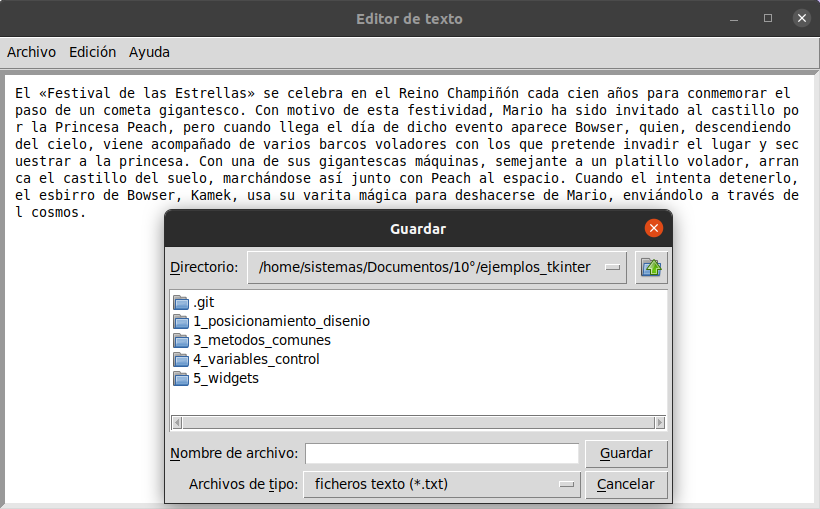 Editor de texto
Archivo Edición Ayuda
El «Festival de las Estrellas» se celebra en el Reino Champiñón cada cien años para conmemorar el
paso de un cometa gigantesco. Con motivo de esta festividad, Mario ha sido invitado al castillo po
r la Princesa Peach, pero cuando llega el día de dicho evento aparece Bowser, quien, descendiendo
del cielo, viene acompañado de varios barcos voladores con los que pretende invadir el lugar y sec
uestrar a la princesa. Con una de sus gigantescas máquinas, semejante a un platillo volador, arran
ca el castillo del suelo, marchándose así junto con Peach al espacio. Cuando el intenta detenerlo,
el esbirro de Bowser, Kamek, usa su varita mágica para deshacerse de Mario, enviándolo a través de
l cosmos.
Guardar
Directorio: /home/sistemas/Documentos/10°/ejemplos_tkinter
.git
1_posicionamiento_disenio
3_metodos_comunes
4_variables_control
5_widgets
Nombre de archivo: Guardar
Archivos de tipo: ficheros texto (*.txt) Cancelar